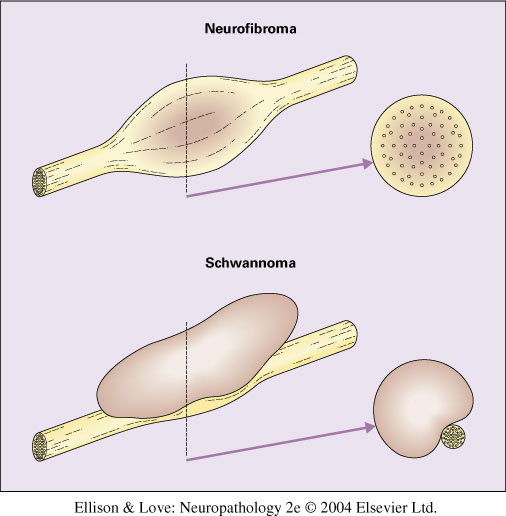 Neurofibroma
Schwannoma
Ellison & Love: Neuropathology 2e © 2004 Elsevier Ltd.